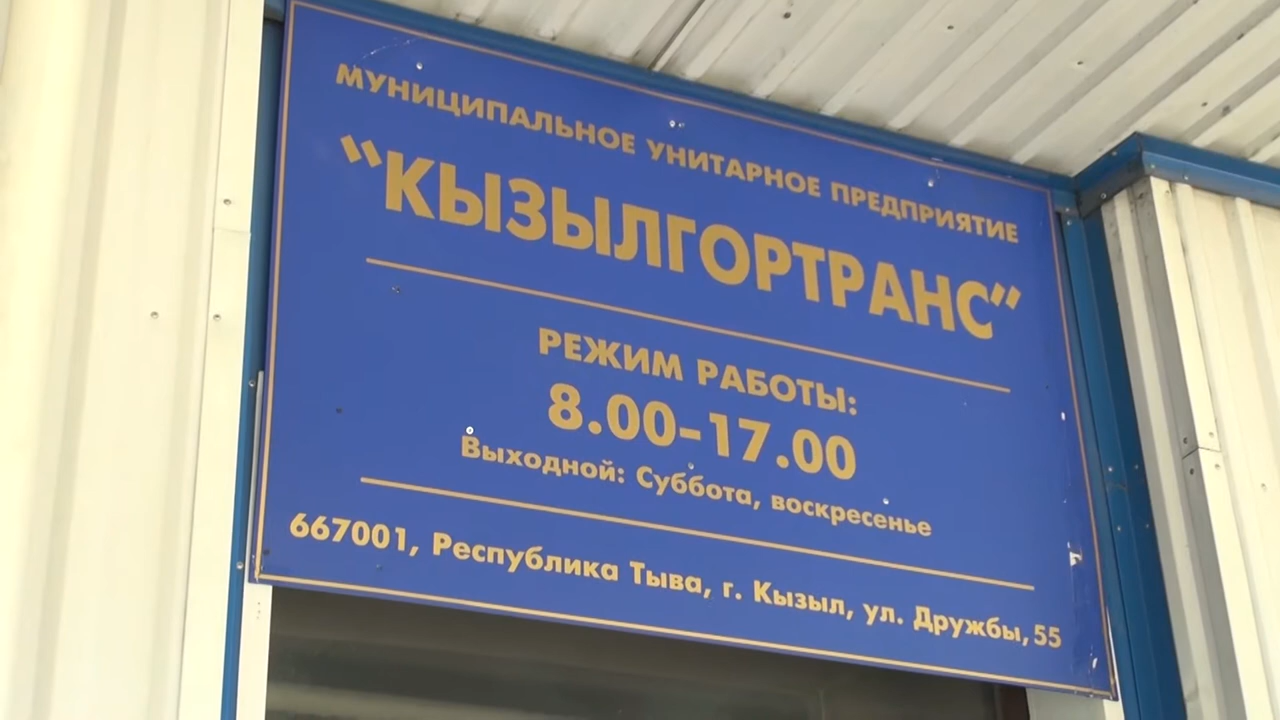 МУНИЦИПАЛЬНОЕ УНИТАРНОЕ ПРЕДПРИЯТИЕ
"КЫЗЫЛГОРТРАНС"
РЕЖИМ РАБОТЫ:
8.00-17.00
Выходной: Суббота, воскресенье
667001, Республика Тыва, г. Кызыл, ул. Дружбы, 55